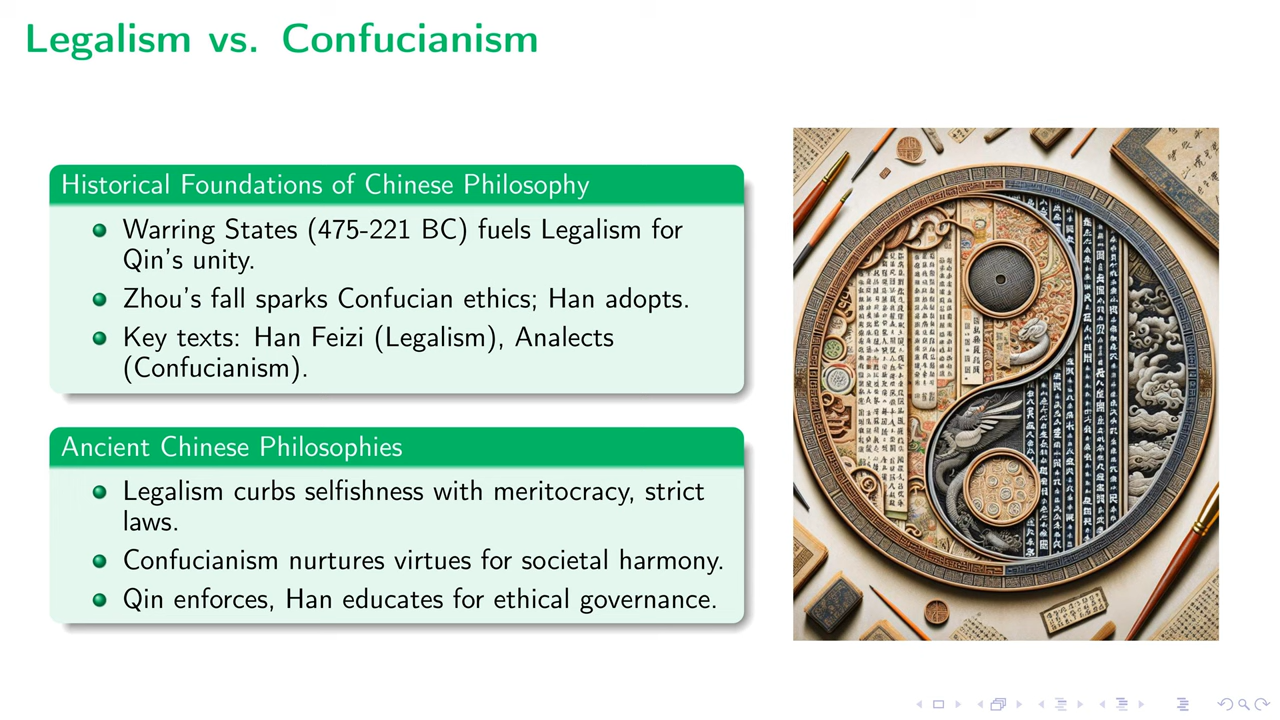 Legalism vs. Confucianism
Historical Foundations of Chinese Philosophy
Warring States (475-221 BC) fuels Legalism for
Qin's unity.
Zhou's fall sparks Confucian ethics; Han adopts.
Key texts: Han Feizi (Legalism), Analects
(Confucianism).
Ancient Chinese Philosophies
Legalism curbs selfishness with meritocracy, strict
laws.
Confucianism nurtures virtues for societal harmony.
Qin enforces, Han educates for ethical governance.